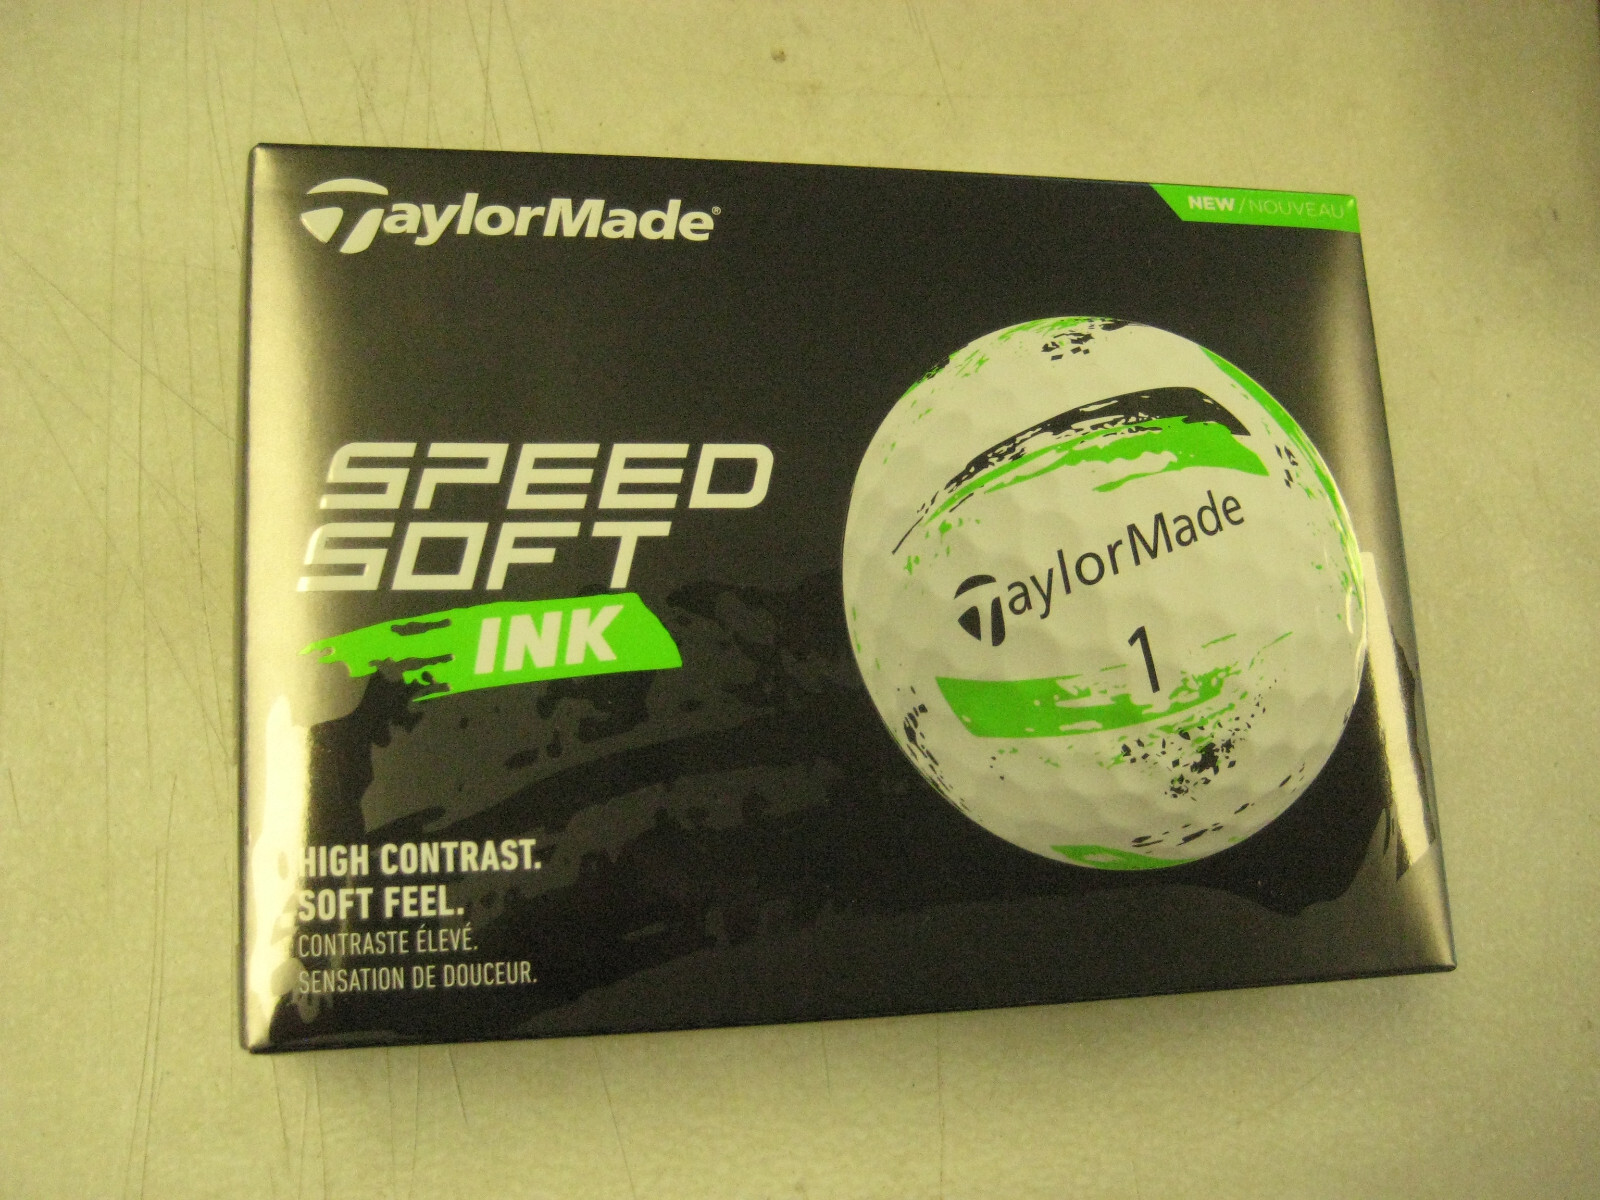 TaylorMade®
NEW/NOUVEAU
SPEED
SOFT
INK
TaylorMade
1
HIGH CONTRAST.
SOFT FEEL.
CONTRASTE ÉLEVÉ.
SENSATION DE DOUCEUR.